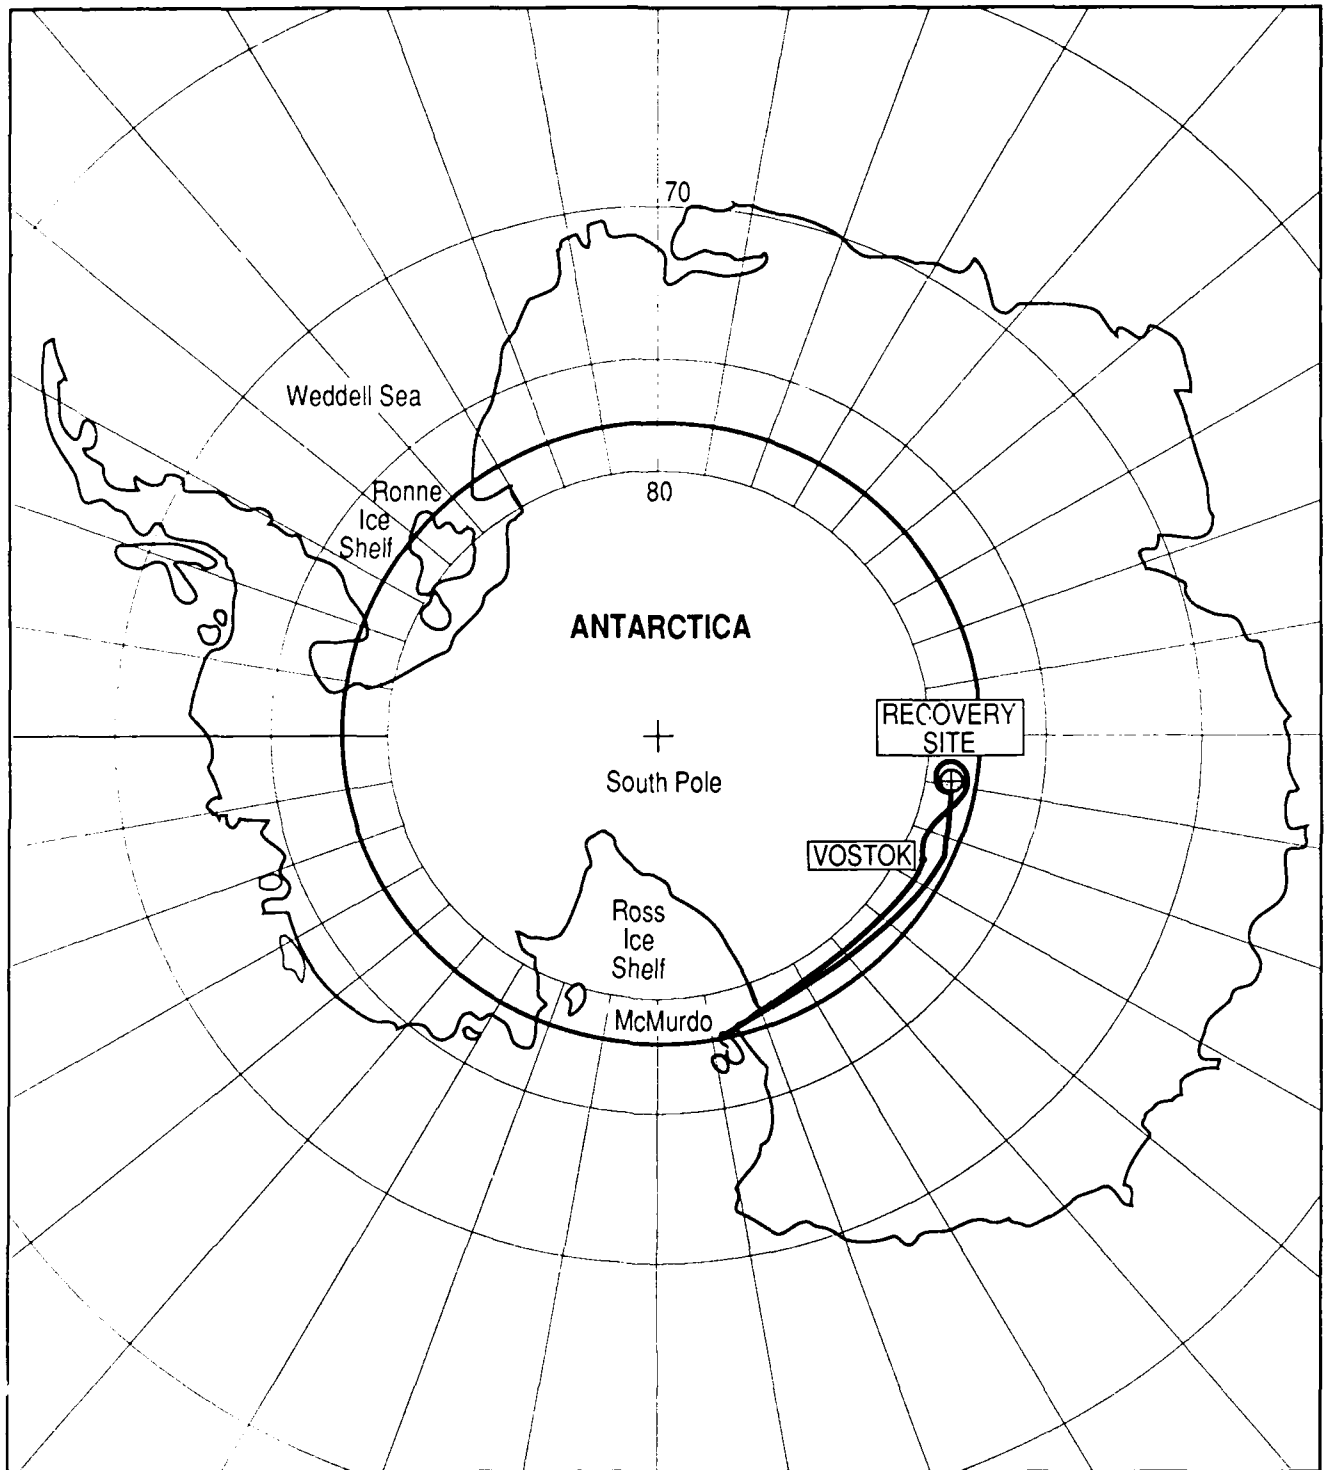 70
Weddell Sea
80
Ronne
Ice
Shelf
ANTARCTICA
RECOVERY
SITE
South Pole
VOSTOK
Ross
Ice
Shelf
McMurdo